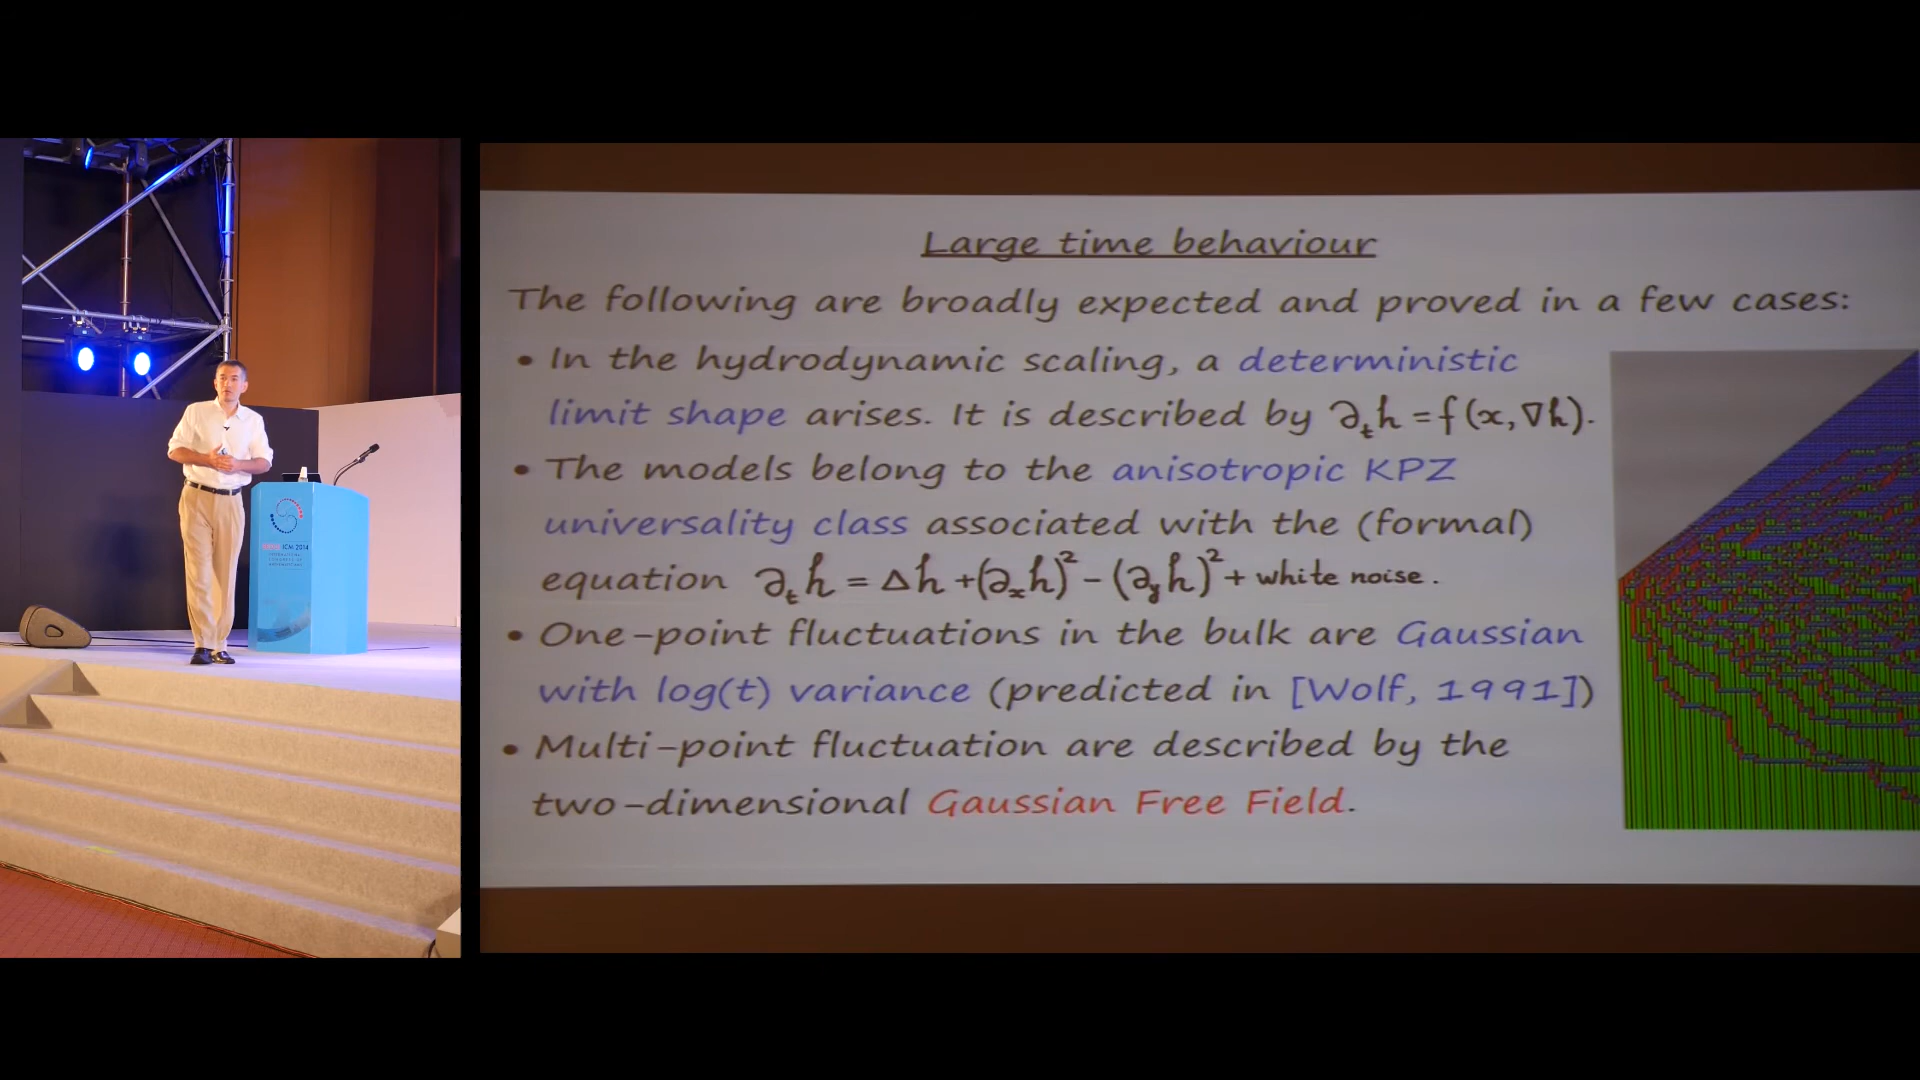 Large time behaviour
The following are broadly expected and proved in a few cases:
• In the hydrodynamic scaling, a deterministic
limit shape arises. It is described by ∂ₜh = f(x, ∇h).
• The models belong to the anisotropic KPZ
universality class associated with the (formal)
equation ∂ₜh = Δh + (∂ₓh)² − (∂ᵧh)² + white noise.
• One-point fluctuations in the bulk are Gaussian
with log(t) variance (predicted in [Wolf, 1991])
• Multi-point fluctuation are described by the
two-dimensional Gaussian Free Field.
ICM 2014